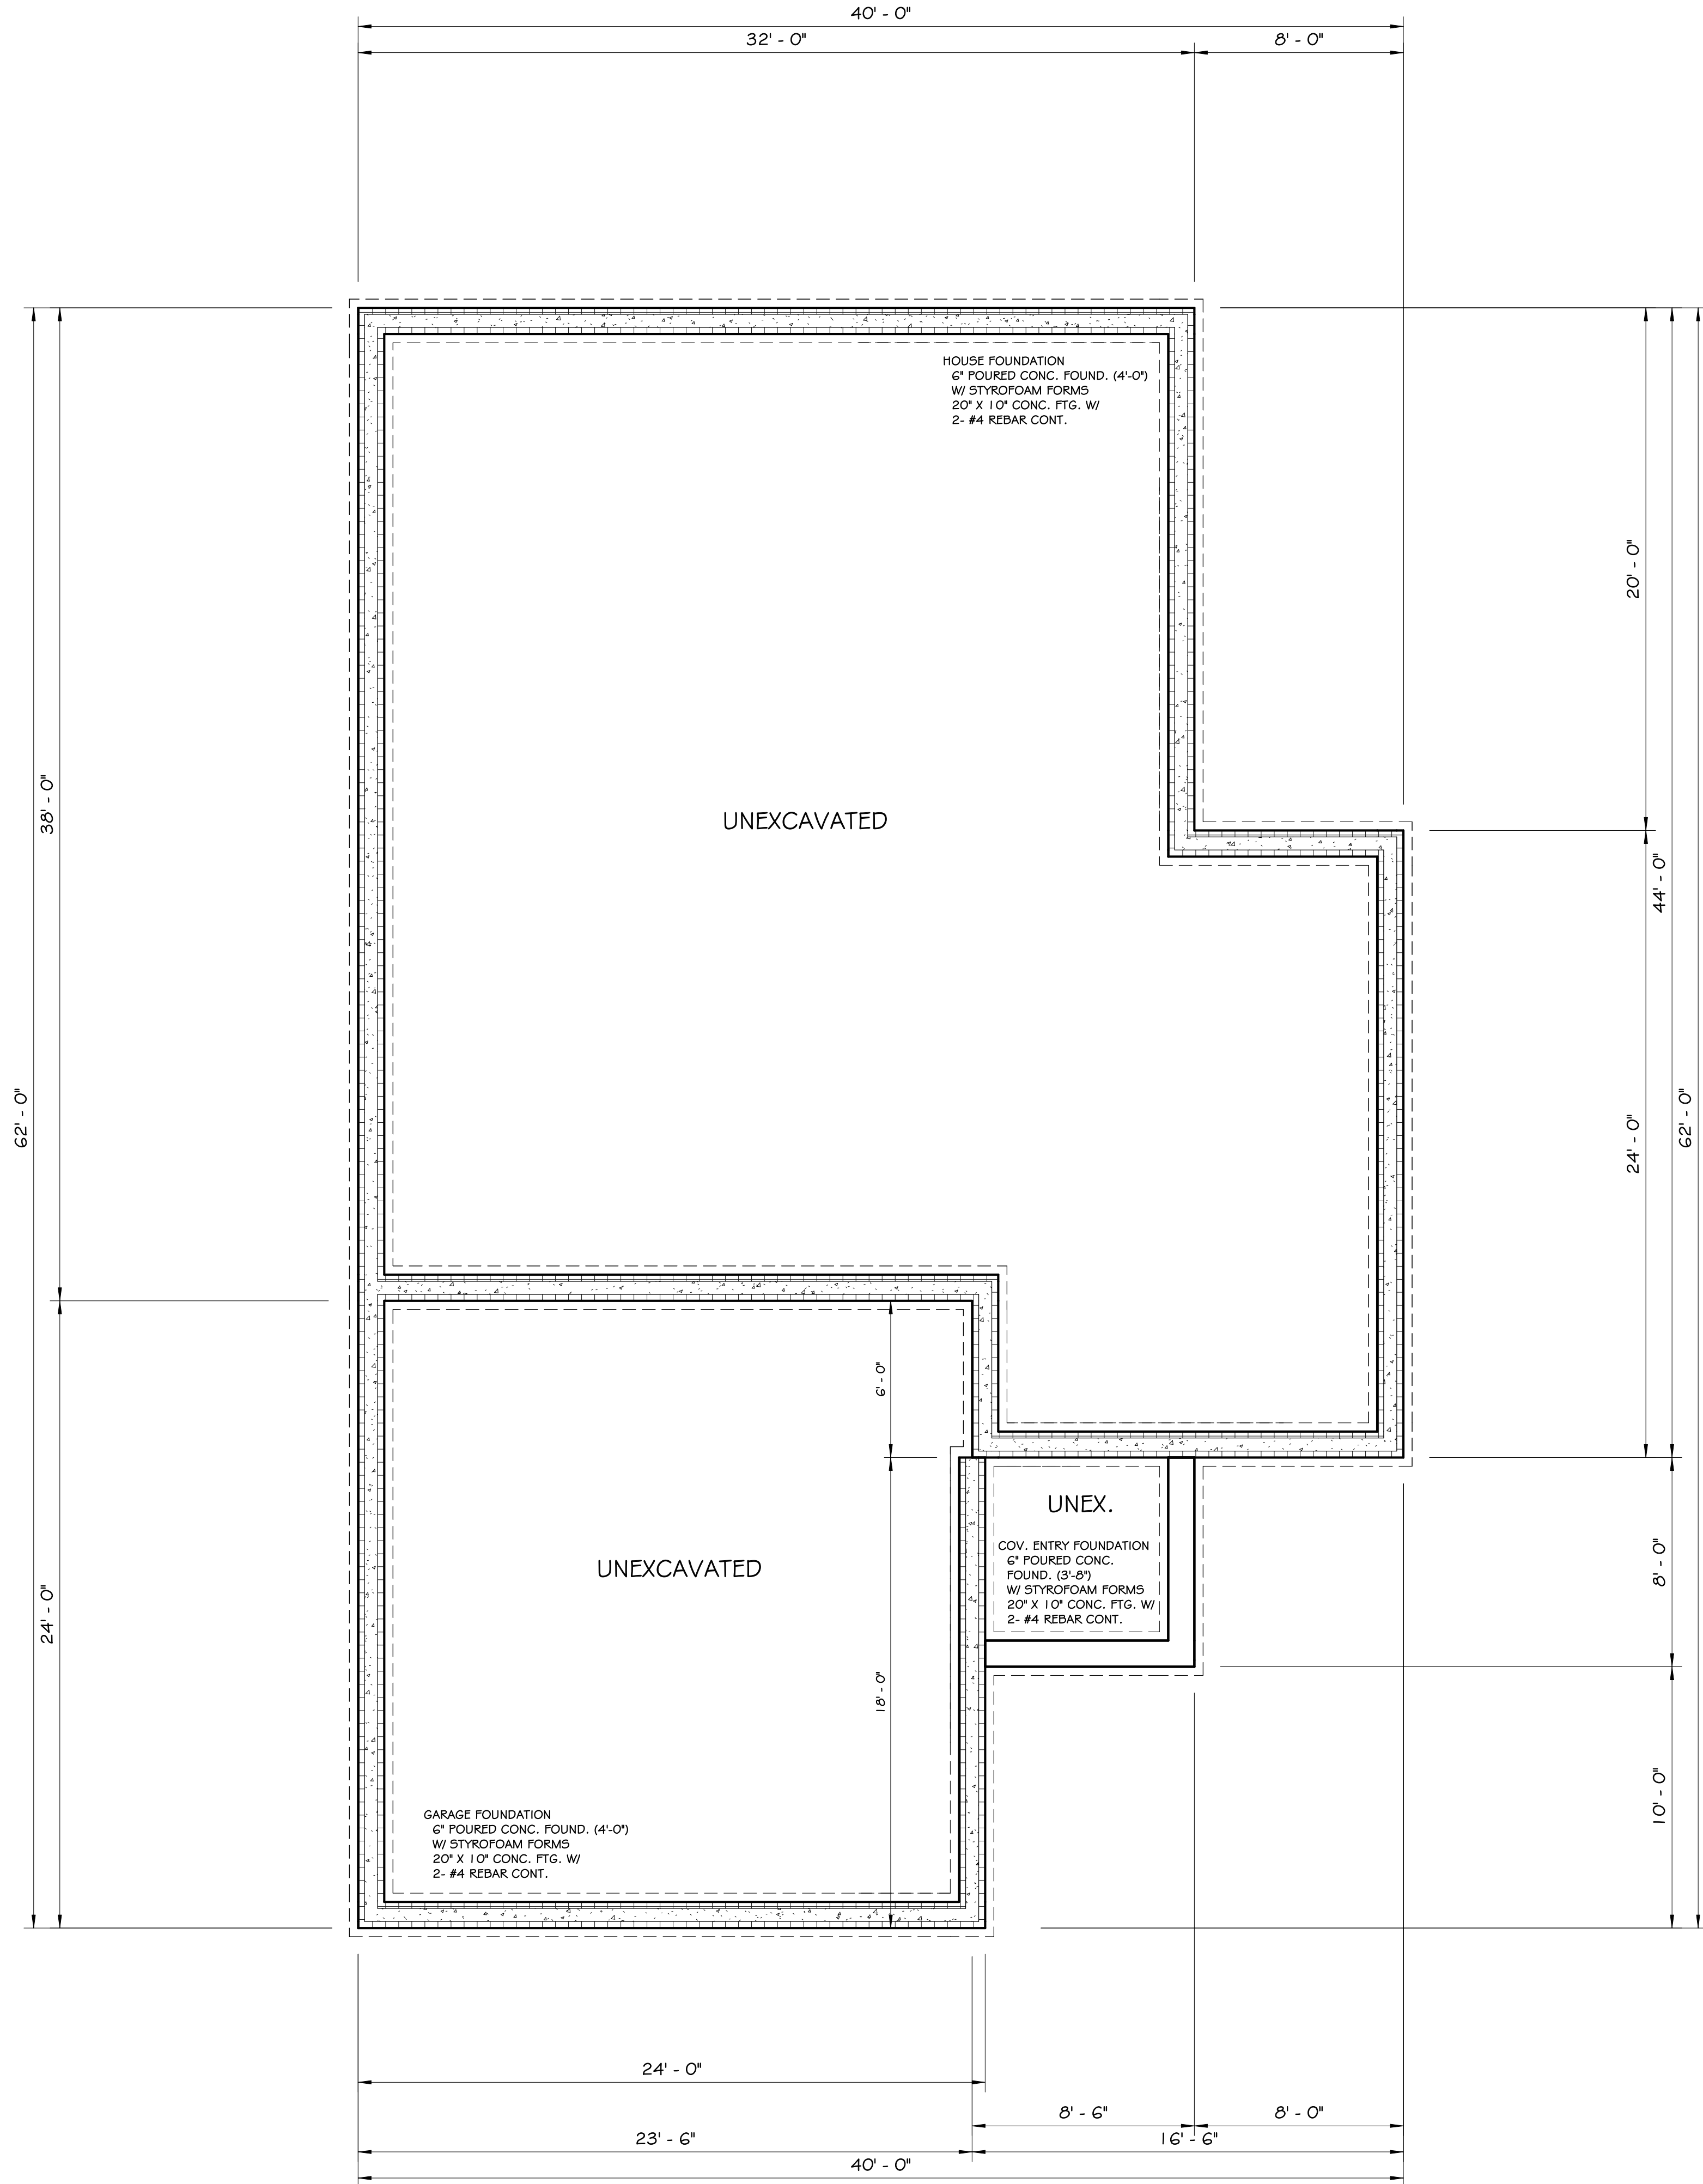 40' - 0"
32' - 0"
8' - 0"
HOUSE FOUNDATION
6" POURED CONC. FOUND. (4'-0")
W/ STYROFOAM FORMS
20" X 10" CONC. FTG. W/
2- #4 REBAR CONT.
20' - 0"
38' - 0"
UNEXCAVATED
44' - 0"
62' - 0"
24' - 0"
62' - 0"
6' - 0"
UNEX.
COV. ENTRY FOUNDATION
6" POURED CONC.
FOUND. (3'-8")
W/ STYROFOAM FORMS
20" X 10" CONC. FTG. W/
2- #4 REBAR CONT.
8' - 0"
UNEXCAVATED
24' - 0"
18' - 0"
10' - 0"
GARAGE FOUNDATION
6" POURED CONC. FOUND. (4'-0")
W/ STYROFOAM FORMS
20" X 10" CONC. FTG. W/
2- #4 REBAR CONT.
24' - 0"
8' - 6"
8' - 0"
23' - 6"
16' - 6"
40' - 0"